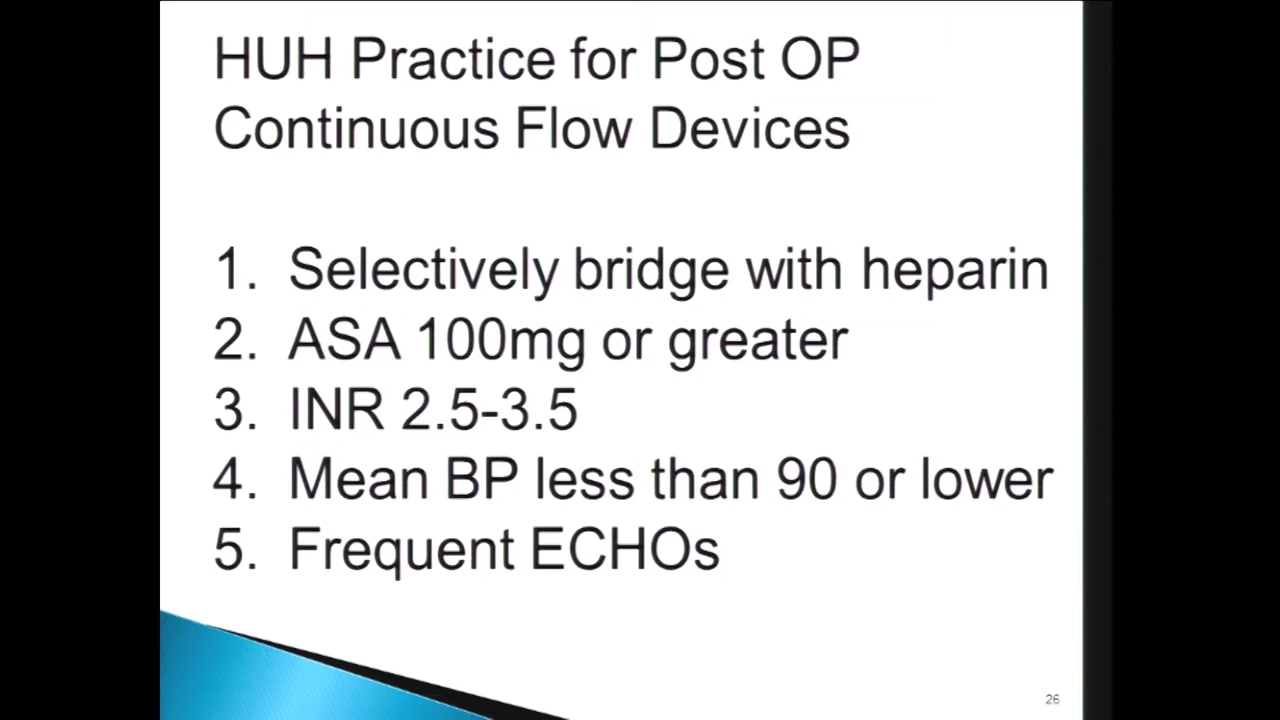 HUH Practice for Post OP
Continuous Flow Devices
1. Selectively bridge with heparin
2. ASA 100mg or greater
3. INR 2.5-3.5
4. Mean BP less than 90 or lower
5. Frequent ECHOs
26